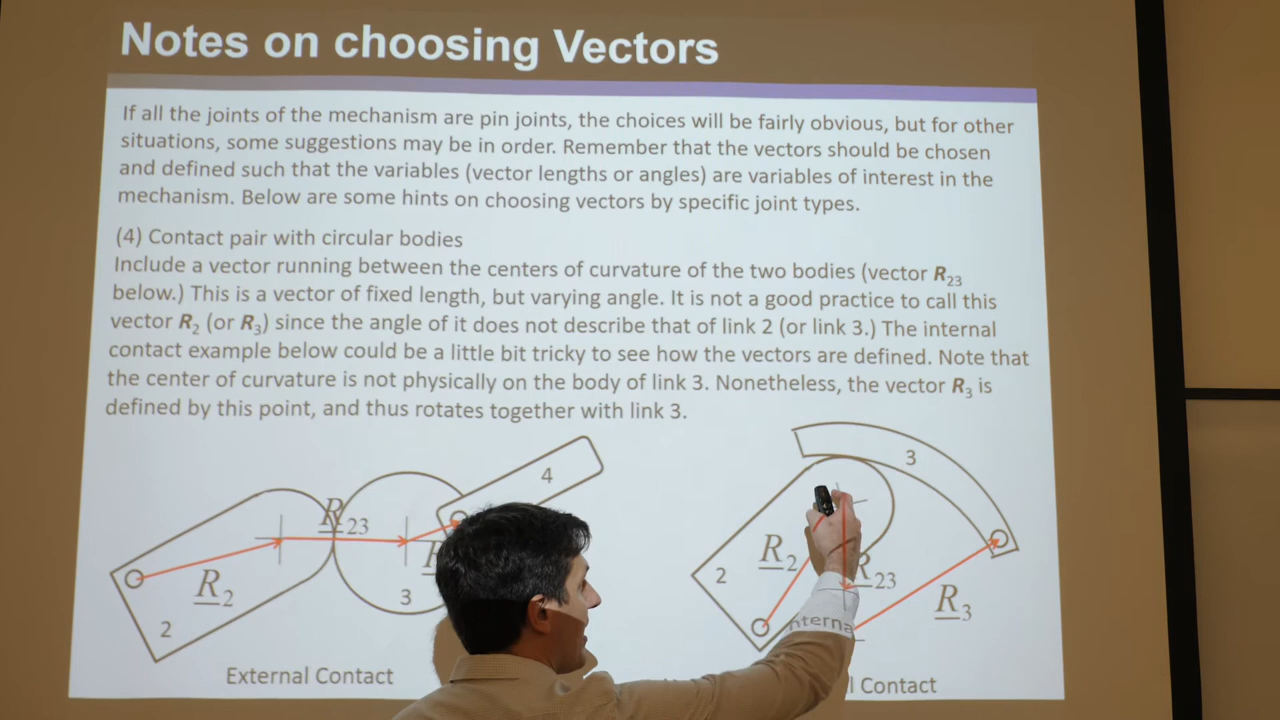 Notes on choosing Vectors
If all the joints of the mechanism are pin joints, the choices will be fairly obvious, but for other
situations, some suggestions may be in order. Remember that the vectors should be chosen
and defined such that the variables (vector lengths or angles) are variables of interest in the
mechanism. Below are some hints on choosing vectors by specific joint types.
(4) Contact pair with circular bodies
Include a vector running between the centers of curvature of the two bodies (vector R23
below.) This is a vector of fixed length, but varying angle. It is not a good practice to call this
vector R2 (or R3) since the angle of it does not describe that of link 2 (or link 3.) The internal
contact example below could be a little bit tricky to see how the vectors are defined. Note that
the center of curvature is not physically on the body of link 3. Nonetheless, the vector R3 is
defined by this point, and thus rotates together with link 3.
4
R23
R
R2
2
3
External Contact
3
R2
2
R23
R3
nterna
l Contact